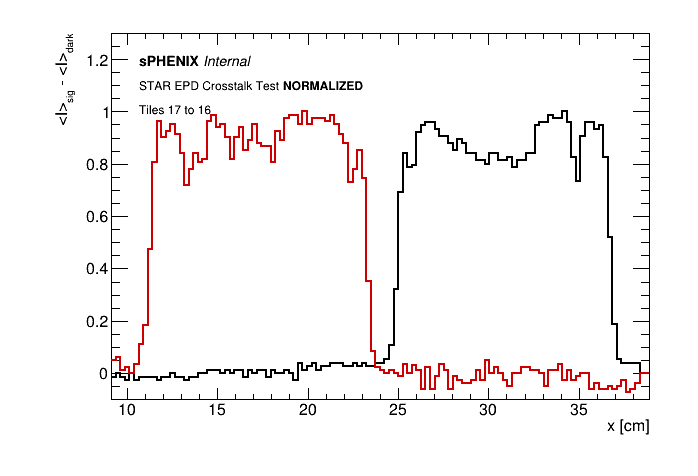 <I>sig - <I>dark
1.2
1
0.8
0.6
0.4
0.2
0
sPHENIX Internal
STAR EPD Crosstalk Test NORMALIZED
Tiles 17 to 16
10 15 20 25 30 35
x [cm]